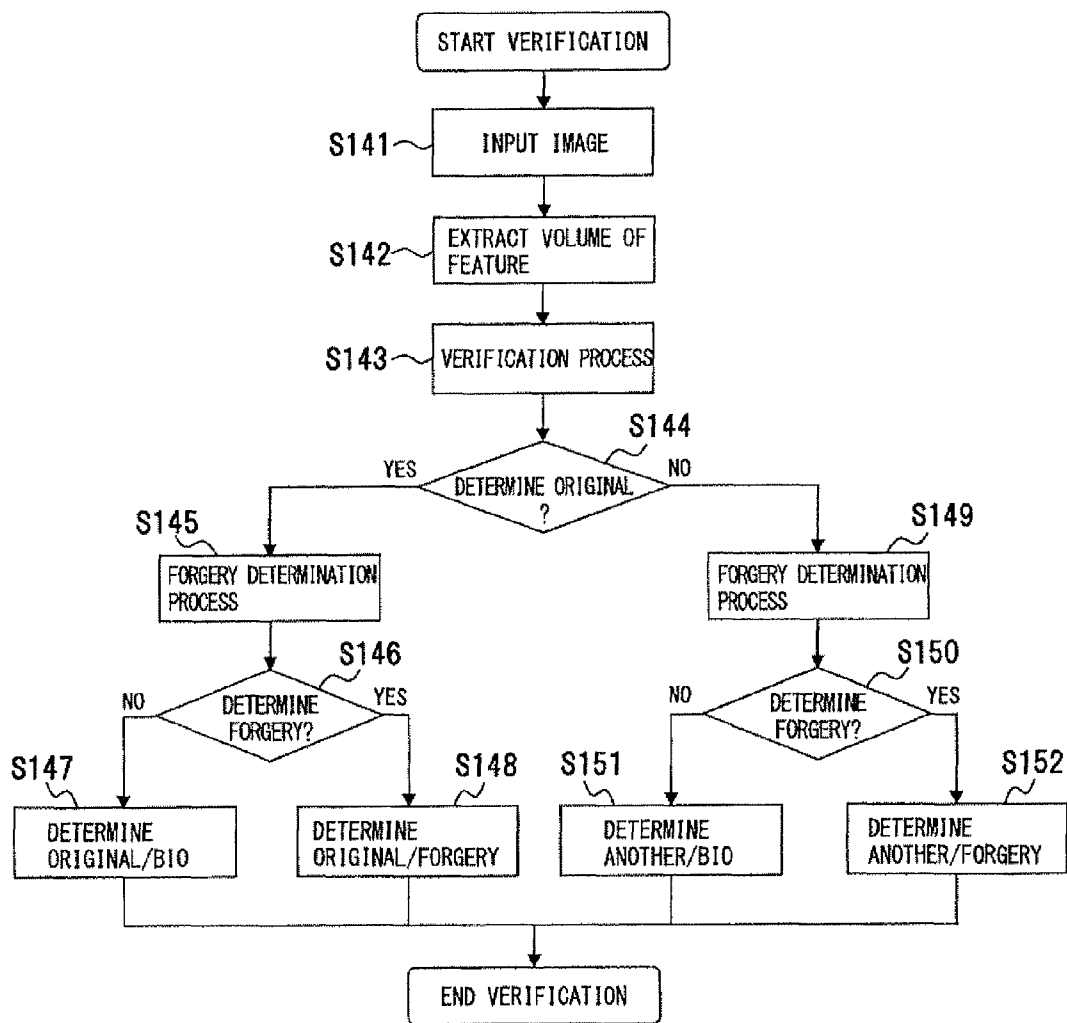 START VERIFICATION
S141
INPUT IMAGE
S142
EXTRACT VOLUME OF
FEATURE
S143
VERIFICATION PROCESS
S144
YES
NO
DETERMINE ORIGINAL
?
S145
FORGERY DETERMINATION
PROCESS
S149
FORGERY DETERMINATION
PROCESS
S146
NO
YES
DETERMINE
FORGERY?
S150
NO
YES
DETERMINE
FORGERY?
S147
DETERMINE
ORIGINAL/BIO
S148
DETERMINE
ORIGINAL/FORGERY
S151
DETERMINE
ANOTHER/BIO
S152
DETERMINE
ANOTHER/FORGERY
END VERIFICATION